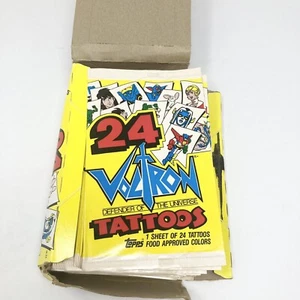 24
VOLTRON
DEFENDER OF THE UNIVERSE
TATTOOS
TOPPS 1 SHEET OF 24 TATTOOS
FOOD APPROVED COLORS